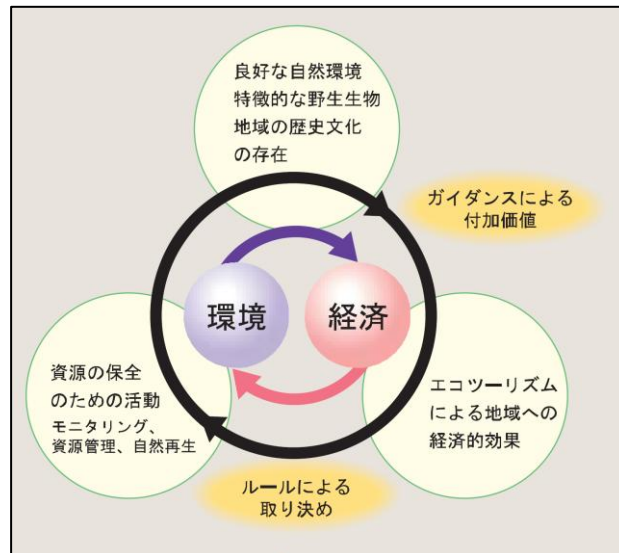 良好な自然環境
特徴的な野生生物
地域の歴史文化
の存在
ガイダンスによる
付加価値
環境
経済
資源の保全
のための活動
モニタリング、
資源管理、自然再生
エコツーリズム
による地域への
経済的効果
ルールによる
取り決め